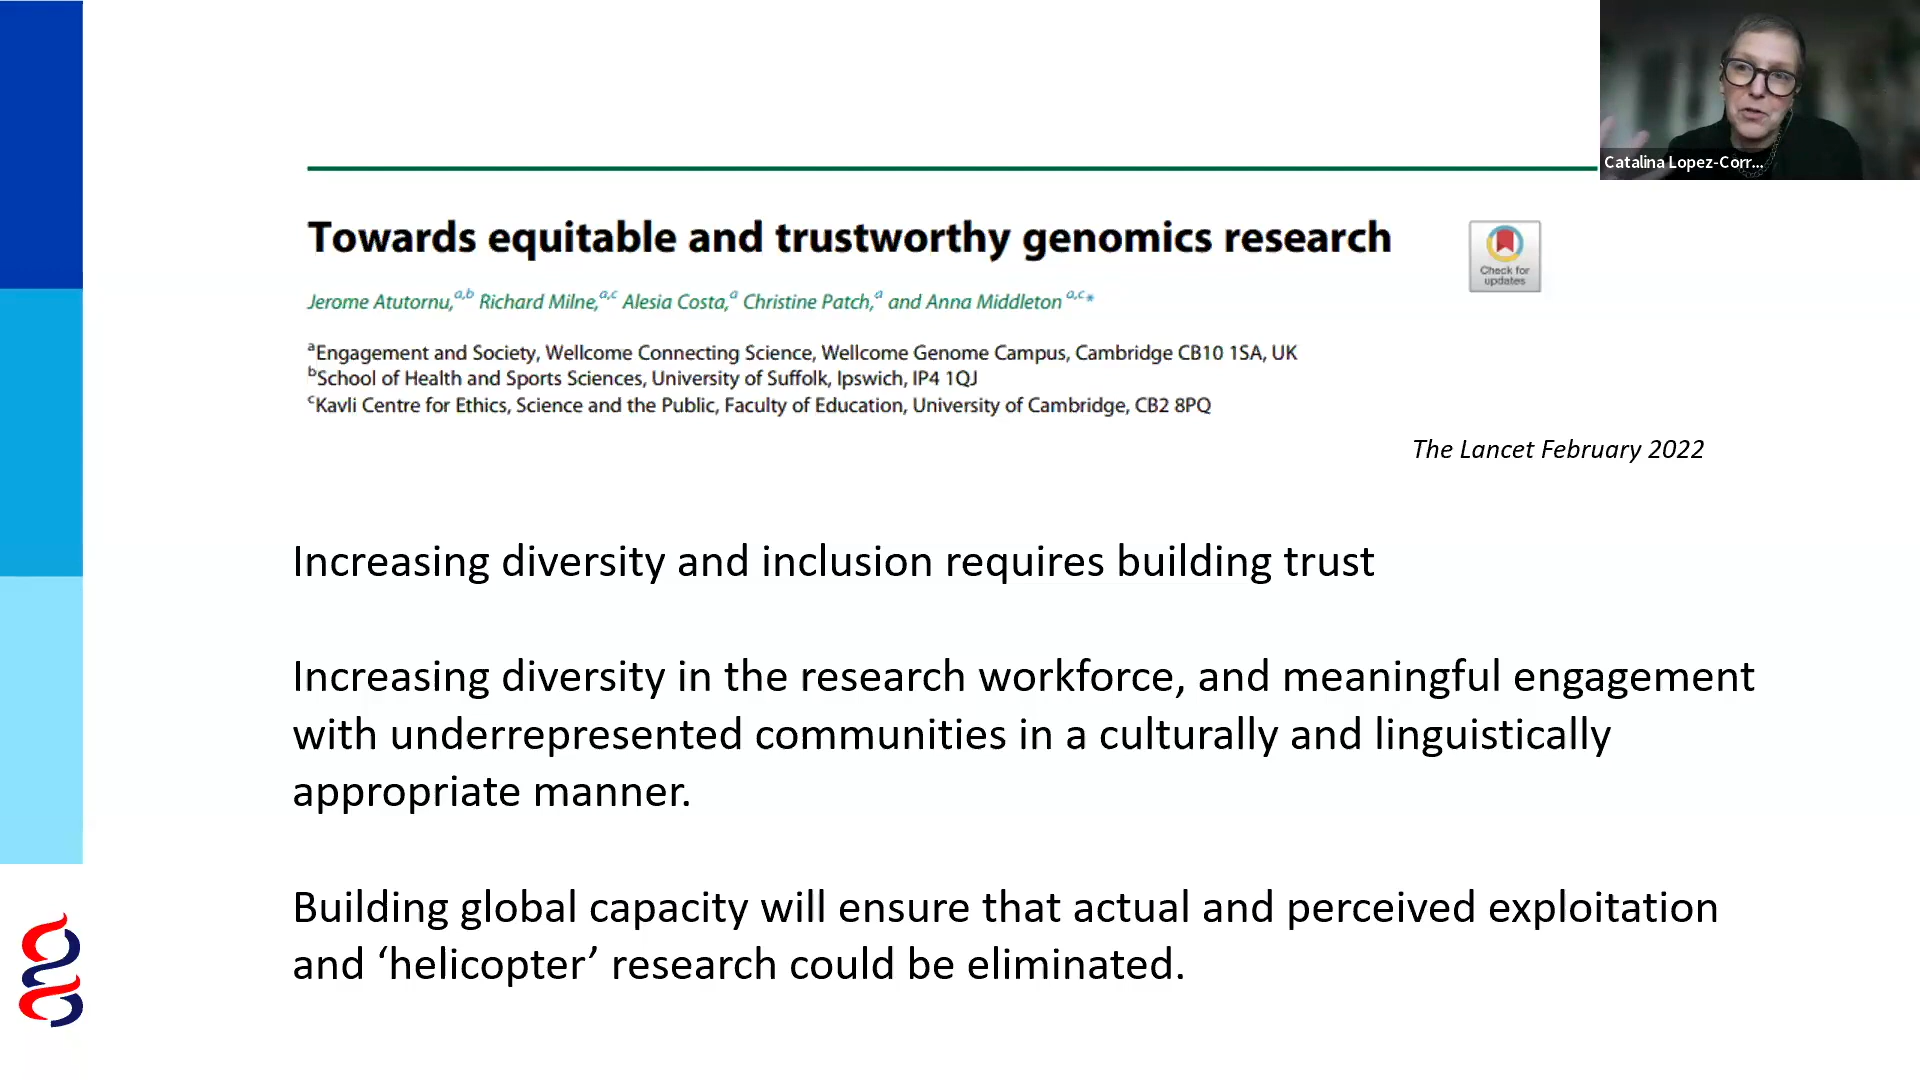 Catalina Lopez-Corr...
Towards equitable and trustworthy genomics research
Check for
updates
Jerome Atutornu,a,b Richard Milne,a,c Alesia Costa,a Christine Patch,a and Anna Middleton a,c*
aEngagement and Society, Wellcome Connecting Science, Wellcome Genome Campus, Cambridge CB10 1SA, UK
bSchool of Health and Sports Sciences, University of Suffolk, Ipswich, IP4 1QJ
cKavli Centre for Ethics, Science and the Public, Faculty of Education, University of Cambridge, CB2 8PQ
The Lancet February 2022
Increasing diversity and inclusion requires building trust
Increasing diversity in the research workforce, and meaningful engagement
with underrepresented communities in a culturally and linguistically
appropriate manner.
Building global capacity will ensure that actual and perceived exploitation
and ‘helicopter’ research could be eliminated.